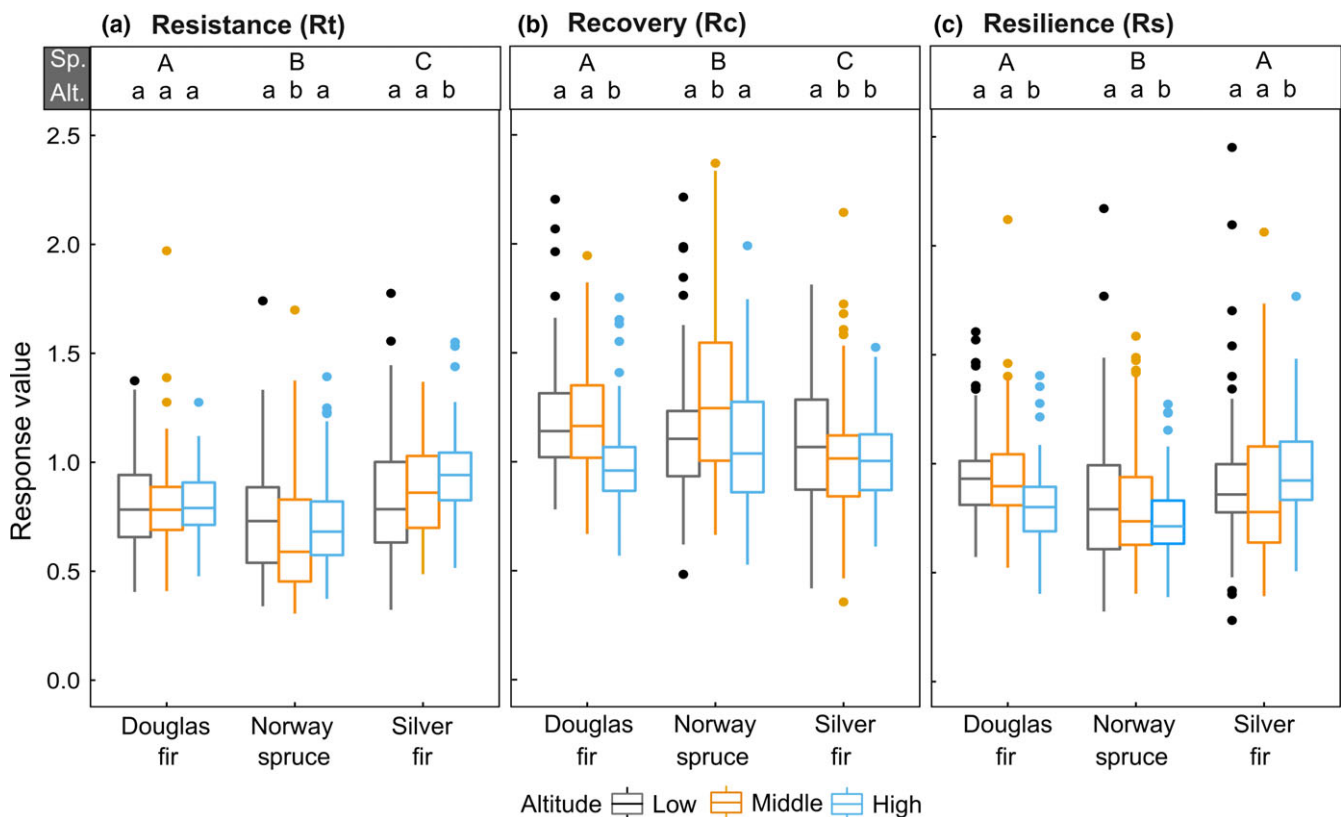 (a) Resistance (Rt) (b) Recovery (Rc) (c) Resilience (Rs)
Sp. A B C A B C A B A
Alt. a a a a b a a a b a a b a b a a b b a a b a a b a a b
2.5
2.0
1.5
1.0
0.5
0.0
Response value
Douglas fir
Norway spruce
Silver fir
Douglas fir
Norway spruce
Silver fir
Douglas fir
Norway spruce
Silver fir
Altitude Low Middle High